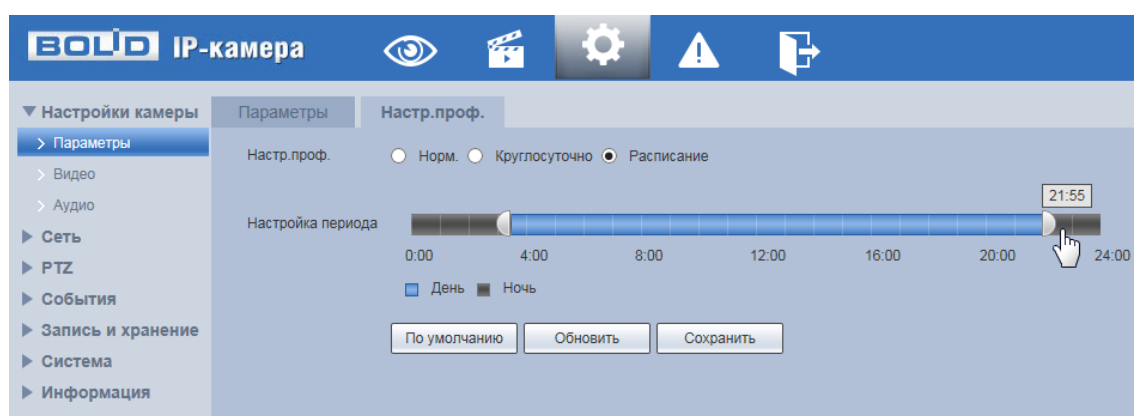 BOLID IP-камера
Настройки камеры
Параметры
Настр.проф.
Параметры
Настр.проф.
Норм.
Круглосуточно
Расписание
Видео
Аудио
21:55
Настройка периода
Сеть
0:00 4:00 8:00 12:00 16:00 20:00 24:00
PTZ
День
Ночь
События
Запись и хранение
По умолчанию
Обновить
Сохранить
Система
Информация